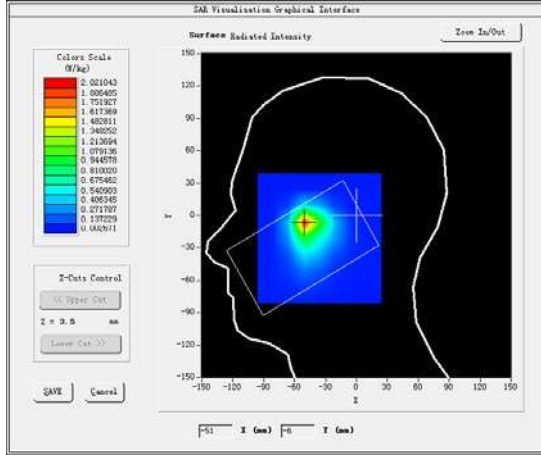 SAR Visualisation Graphical Interface
Surface Radiated Intensity
Zoom In/Out
Colors Scale
(W/kg)
2.021043
1.886485
1.751927
1.617369
1.482811
1.348252
1.213694
1.079136
0.944578
0.810020
0.675462
0.540903
0.406345
0.271787
0.137229
0.002671
150
120
90
60
30
0
-30
-60
-90
-120
-150
Y
-150 -120 -90 -60 -30 0 30 60 90 120 150
X
Z-Cuts Control
<< Upper Cut
Z = 3.5 mm
Lower Cut >>
SAVE Cancel
-51 X (mm) -6 Y (mm)